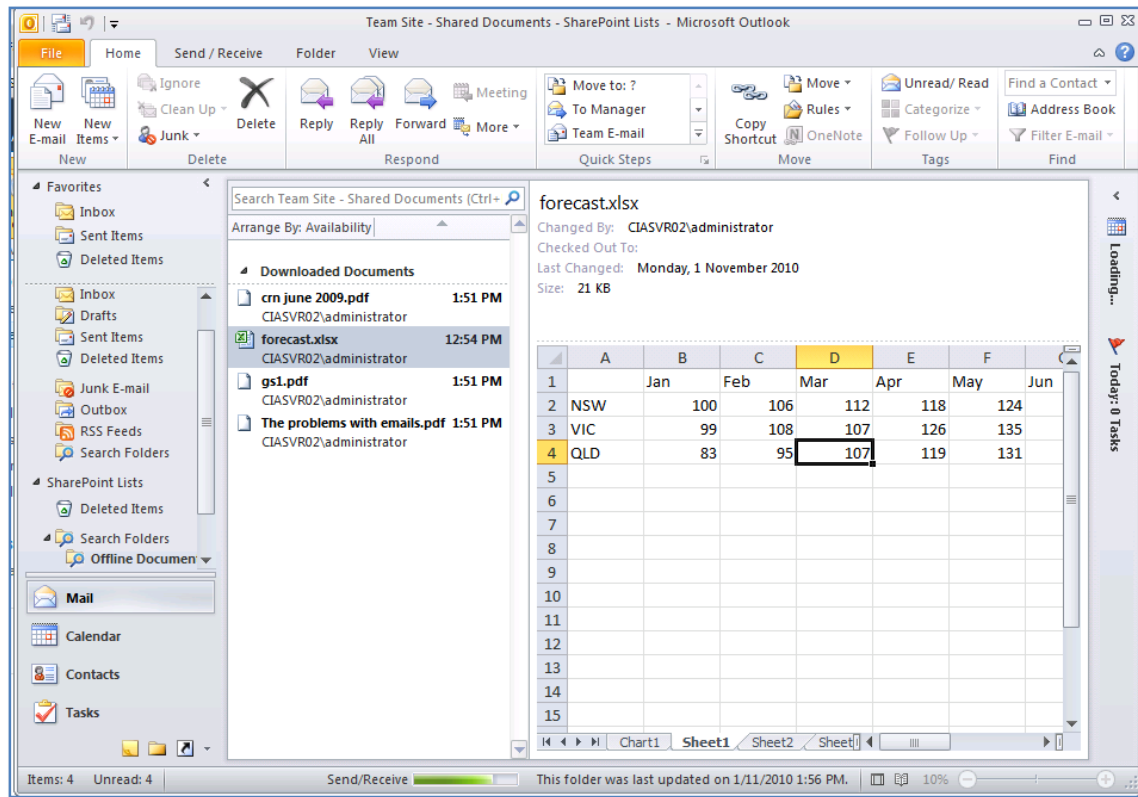 Team Site - Shared Documents - SharePoint Lists - Microsoft Outlook
File Home Send / Receive Folder View
New E-mail
New Items
New
Ignore
Clean Up
Junk
Delete
Delete
Reply
Reply All
Forward
Meeting
More
Respond
Move to: ?
To Manager
Team E-mail
Quick Steps
Copy Shortcut
Move
Rules
OneNote
Move
Unread/ Read
Categorize
Follow Up
Tags
Find a Contact
Address Book
Filter E-mail
Find
Favorites
Inbox
Sent Items
Deleted Items
Inbox
Drafts
Sent Items
Deleted Items
Junk E-mail
Outbox
RSS Feeds
Search Folders
SharePoint Lists
Deleted Items
Search Folders
Offline Documen
Mail
Calendar
Contacts
Tasks
Search Team Site - Shared Documents (Ctrl+
Arrange By: Availability
Downloaded Documents
crn june 2009.pdf 1:51 PM
CIASVR02\administrator
forecast.xlsx 12:54 PM
CIASVR02\administrator
gs1.pdf 1:51 PM
CIASVR02\administrator
The problems with emails.pdf 1:51 PM
CIASVR02\administrator
forecast.xlsx
Changed By: CIASVR02\administrator
Checked Out To:
Last Changed: Monday, 1 November 2010
Size: 21 KB
A B C D E F
1 Jan Feb Mar Apr May Jun
2 NSW 100 106 112 118 124
3 VIC 99 108 107 126 135
4 QLD 83 95 107 119 131
5
6
7
8
9
10
11
12
13
14
15
Chart1 Sheet1 Sheet2 Sheet
Loading...
Today: 0 Tasks
Items: 4 Unread: 4 Send/Receive This folder was last updated on 1/11/2010 1:56 PM. 10%